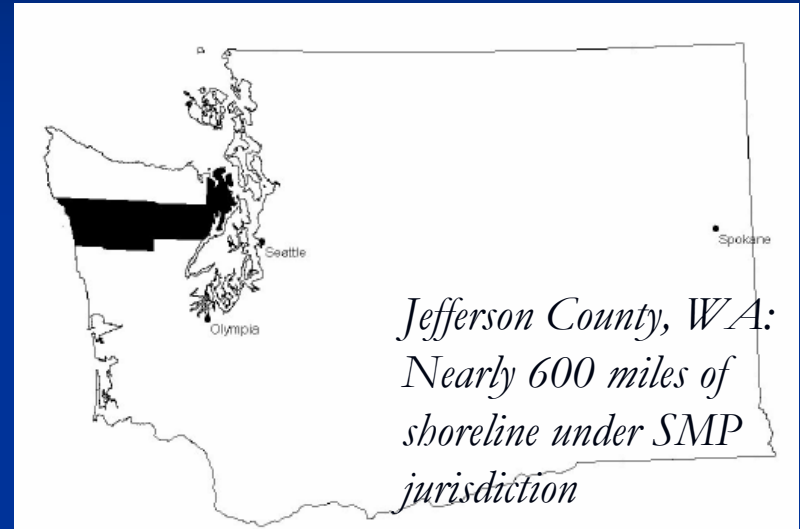 Seattle
Spokane
Olympia
Jefferson County, WA:
Nearly 600 miles of
shoreline under SMP
jurisdiction